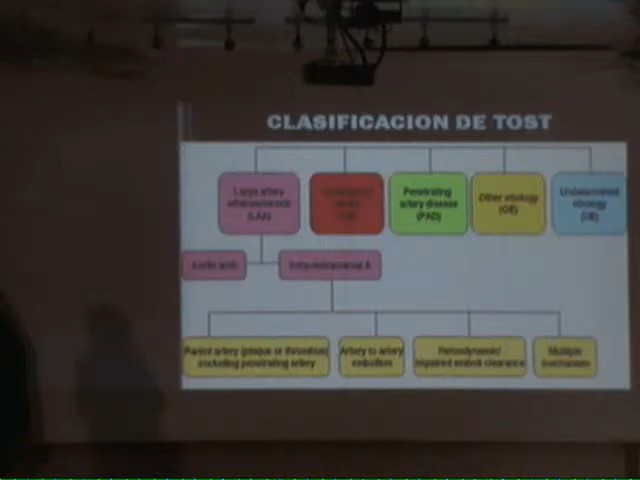 CLASIFICACION DE TOST
Large artery
atherosclerosis
(LAA)
Penetrating
artery disease
(PAD)
Other etiology
(OE)
Undetermined
etiology
(UE)
Aortic arch
Parent artery (plaque or thrombus)
occluding penetrating artery
Artery to artery
embolism
Hemodynamic/
impaired emboli clearance
Multiple
mechanism